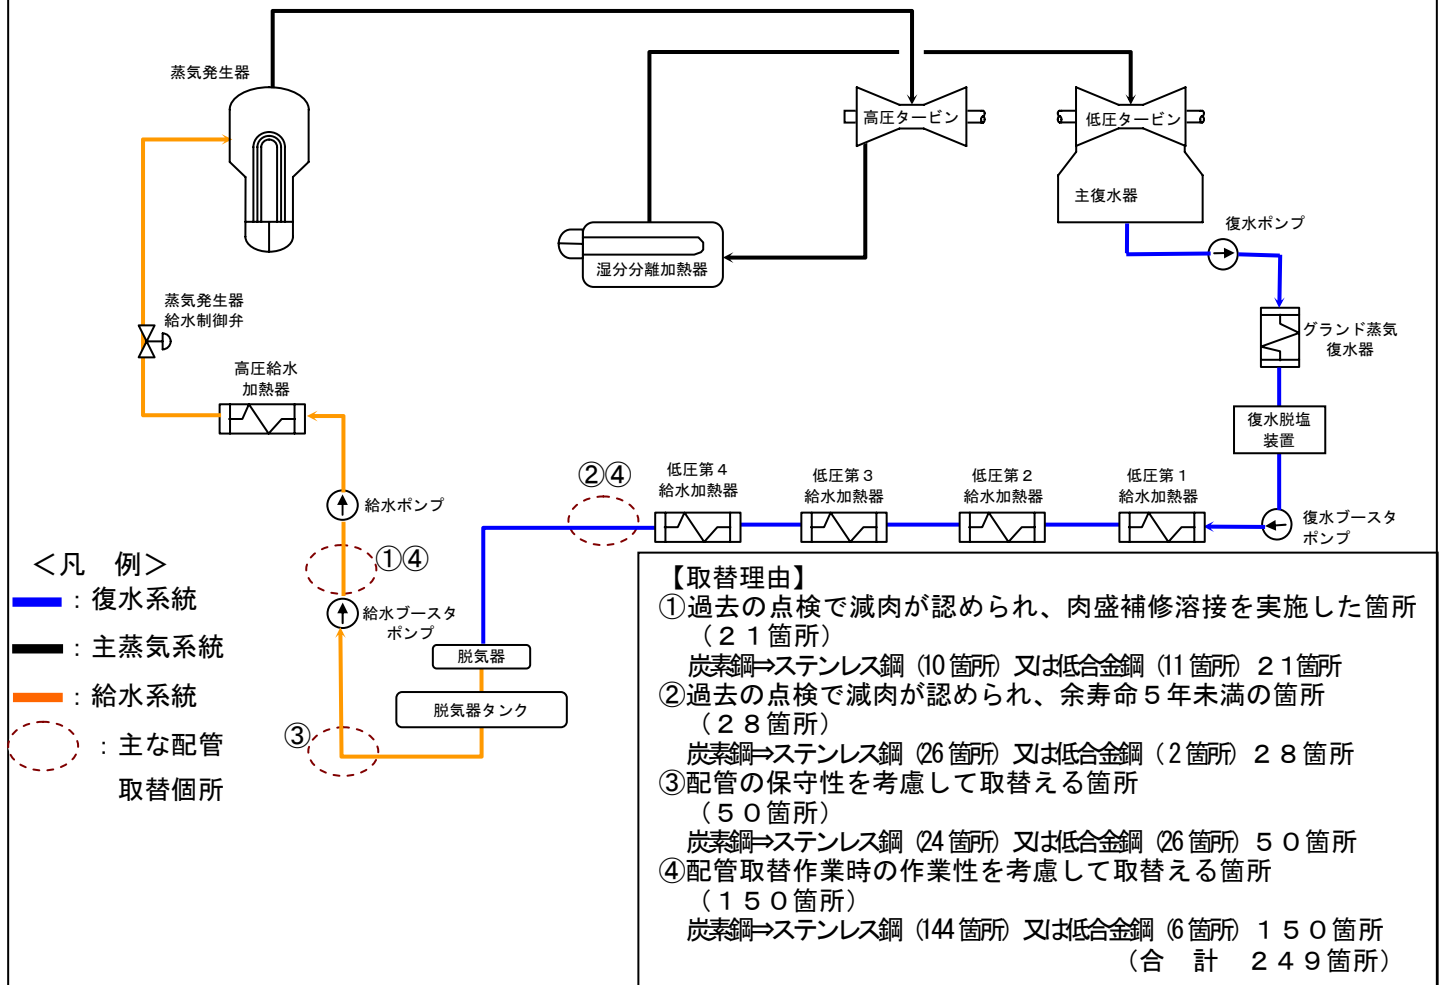 蒸気発生器
高圧タービン
低圧タービン
主復水器
復水ポンプ
湿分分離加熱器
蒸気発生器
給水制御弁
グランド蒸気
復水器
高圧給水
加熱器
復水脱塩
装置
②④
低圧第4
給水加熱器
低圧第3
給水加熱器
低圧第2
給水加熱器
低圧第1
給水加熱器
給水ポンプ
復水ブースタ
ポンプ
①④
給水ブースタ
ポンプ
脱気器
脱気器タンク
③
<凡 例>
:復水系統
:主蒸気系統
:給水系統
:主な配管
取替個所
【取替理由】
①過去の点検で減肉が認められ、肉盛補修溶接を実施した箇所
(21箇所)
炭素鋼⇒ステンレス鋼(10箇所)又は低合金鋼(11箇所)21箇所
②過去の点検で減肉が認められ、余寿命5年未満の箇所
(28箇所)
炭素鋼⇒ステンレス鋼(26箇所)又は低合金鋼(2箇所)28箇所
③配管の保守性を考慮して取替える箇所
(50箇所)
炭素鋼⇒ステンレス鋼(24箇所)又は低合金鋼(26箇所)50箇所
④配管取替作業時の作業性を考慮して取替える箇所
(150箇所)
炭素鋼⇒ステンレス鋼(144箇所)又は低合金鋼(6箇所)150箇所
(合 計 249箇所)